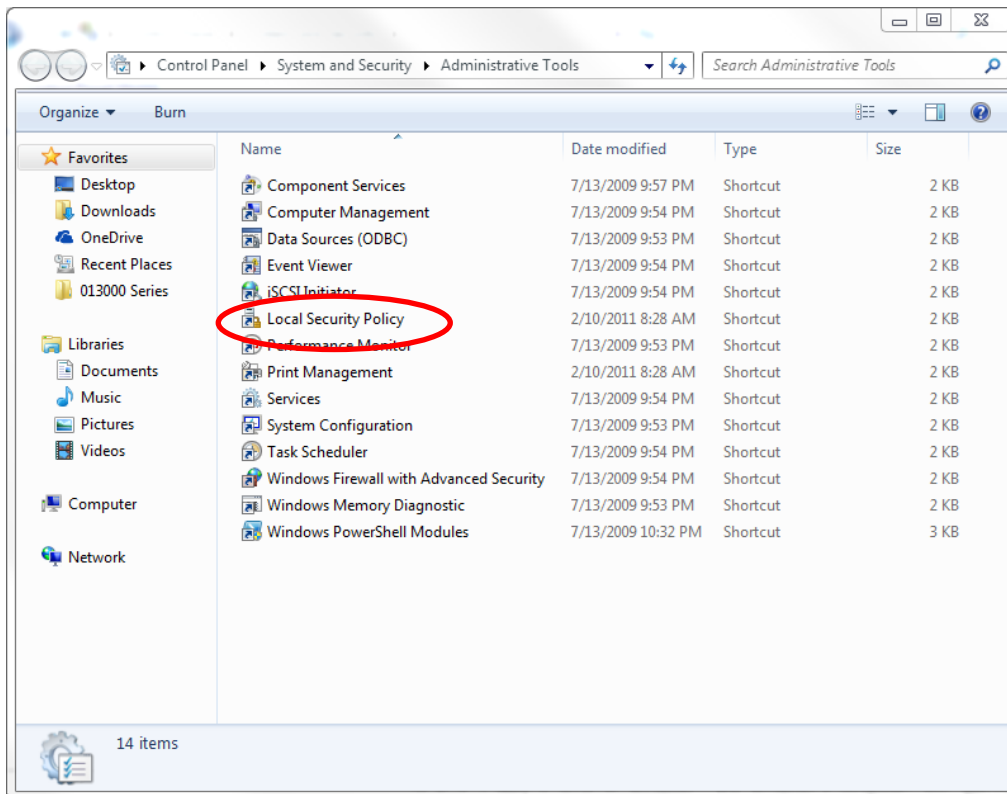 Control Panel System and Security Administrative Tools Search Administrative Tools
Organize Burn
Name Date modified Type Size
Favorites
Desktop
Downloads
OneDrive
Recent Places
013000 Series
Libraries
Documents
Music
Pictures
Videos
Computer
Network
Component Services 7/13/2009 9:57 PM Shortcut 2 KB
Computer Management 7/13/2009 9:54 PM Shortcut 2 KB
Data Sources (ODBC) 7/13/2009 9:53 PM Shortcut 2 KB
Event Viewer 7/13/2009 9:54 PM Shortcut 2 KB
iSCSI Initiator 7/13/2009 9:54 PM Shortcut 2 KB
Local Security Policy 2/10/2011 8:28 AM Shortcut 2 KB
Performance Monitor 7/13/2009 9:53 PM Shortcut 2 KB
Print Management 2/10/2011 8:28 AM Shortcut 2 KB
Services 7/13/2009 9:54 PM Shortcut 2 KB
System Configuration 7/13/2009 9:53 PM Shortcut 2 KB
Task Scheduler 7/13/2009 9:54 PM Shortcut 2 KB
Windows Firewall with Advanced Security 7/13/2009 9:54 PM Shortcut 2 KB
Windows Memory Diagnostic 7/13/2009 9:53 PM Shortcut 2 KB
Windows PowerShell Modules 7/13/2009 10:32 PM Shortcut 3 KB
14 items